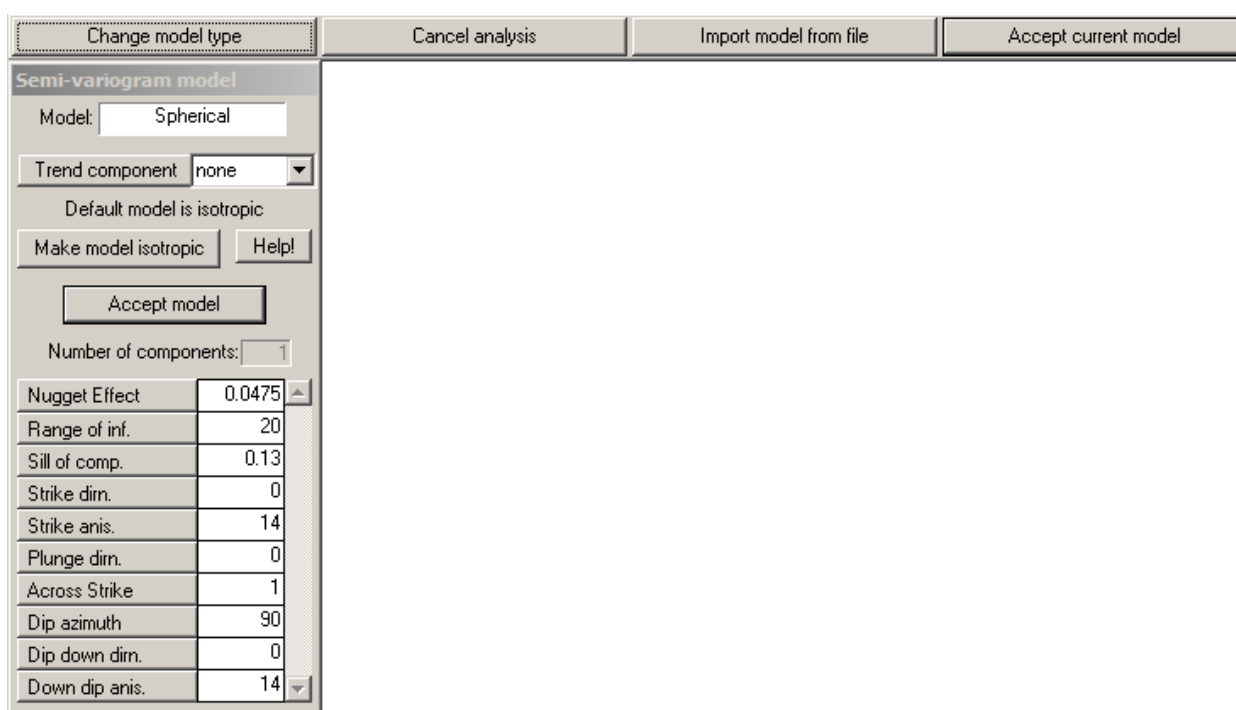 Change model type Cancel analysis Import model from file Accept current model
Semi-variogram model
Model: Spherical
Trend component none
Default model is isotropic
Make model isotropic Help!
Accept model
Number of components: 1
Nugget Effect 0.0475
Range of inf. 20
Sill of comp. 0.13
Strike dirn. 0
Strike anis. 14
Plunge dirn. 0
Across Strike 1
Dip azimuth 90
Dip down dirn. 0
Down dip anis. 14